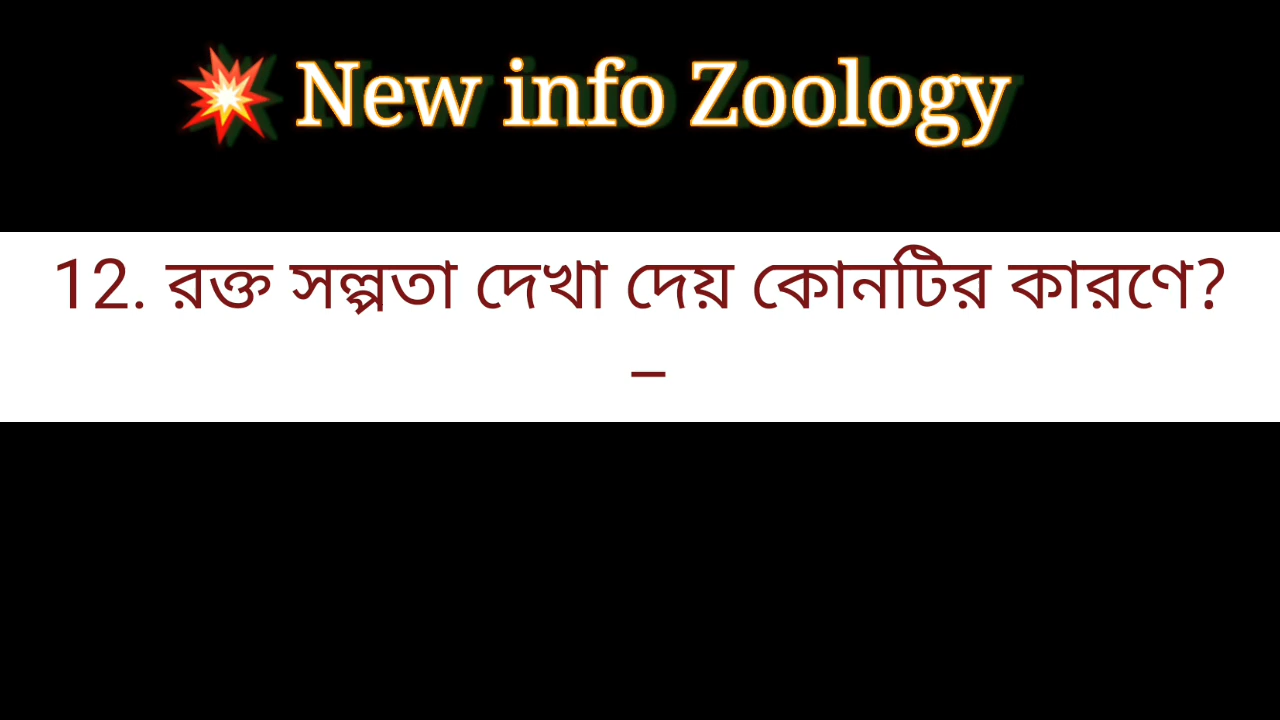 💥 New info Zoology
12. রক্ত সল্পতা দেখা দেয় কোনটির কারণে?
–